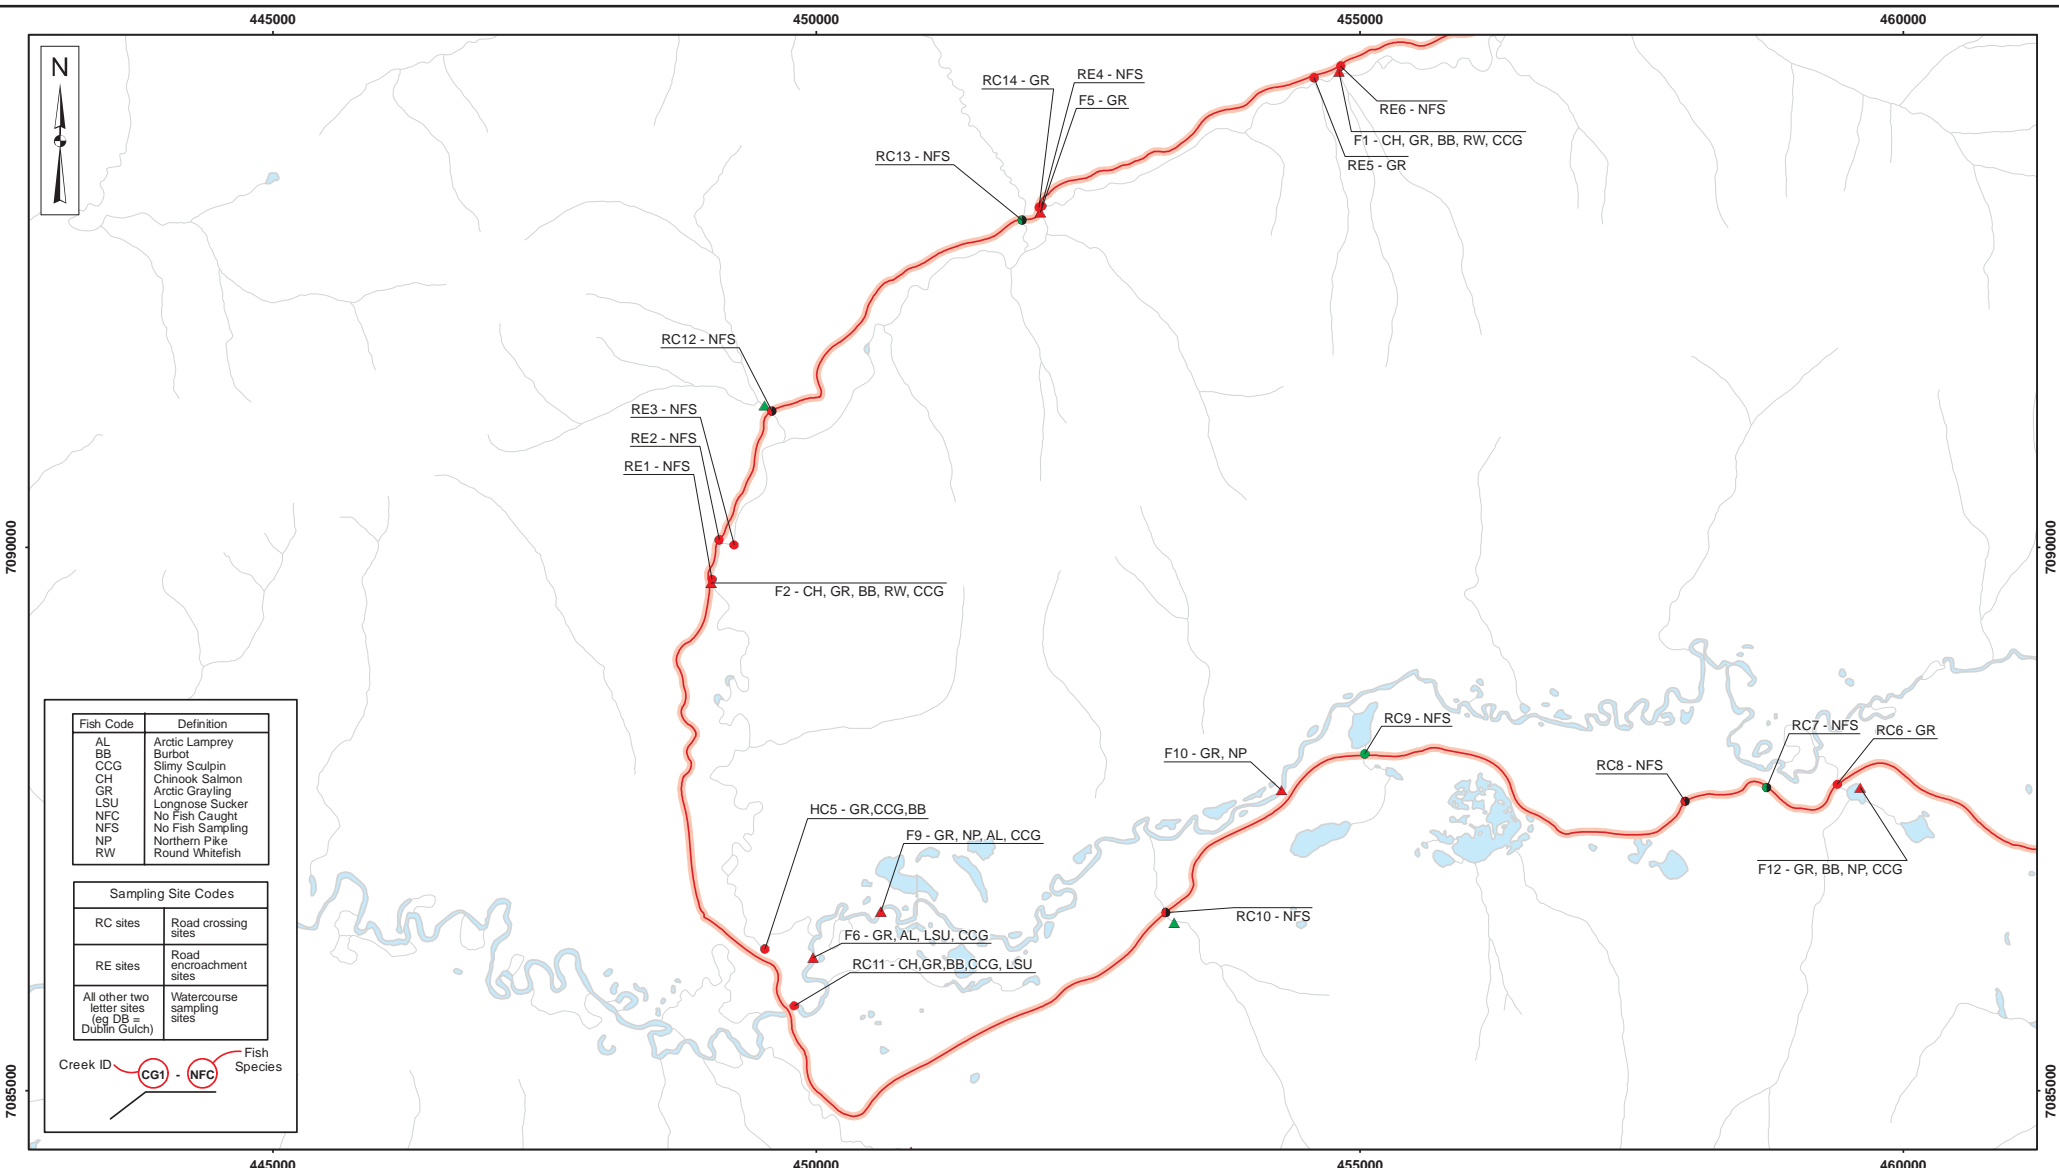 445000
450000
455000
460000
N
RC14 - GR
RE4 - NFS
F5 - GR
RE6 - NFS
F1 - CH, GR, BB, RW, CCG
RE5 - GR
RC13 - NFS
RC12 - NFS
RE3 - NFS
RE2 - NFS
RE1 - NFS
7090000
7090000
F2 - CH, GR, BB, RW, CCG
RC9 - NFS
RC7 - NFS
RC6 - GR
F10 - GR, NP
RC8 - NFS
HC5 - GR,CCG,BB
F9 - GR, NP, AL, CCG
F12 - GR, BB, NP, CCG
RC10 - NFS
F6 - GR, AL, LSU, CCG
RC11 - CH,GR,BB,CCG, LSU
Fish Code Definition
AL Arctic Lamprey
BB Burbot
CCG Slimy Sculpin
CH Chinook Salmon
GR Arctic Grayling
LSU Longnose Sucker
NFC No Fish Caught
NFS No Fish Sampling
NP Northern Pike
RW Round Whitefish
Sampling Site Codes
RC sites Road crossing
sites
RE sites Road
encroachment
sites
All other two
letter sites
(eg DB =
Dublin Gulch)
Watercourse
sampling
sites
Creek ID
CG1 - NFC
Fish
Species
7085000
7085000
445000
450000
455000
460000